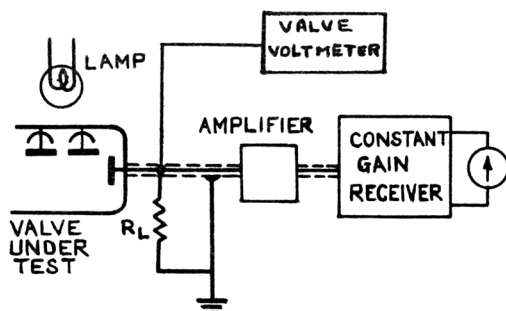 LAMP
VALVE
VOLTMETER
AMPLIFIER
CONSTANT
GAIN
RECEIVER
RL
VALVE
UNDER
TEST